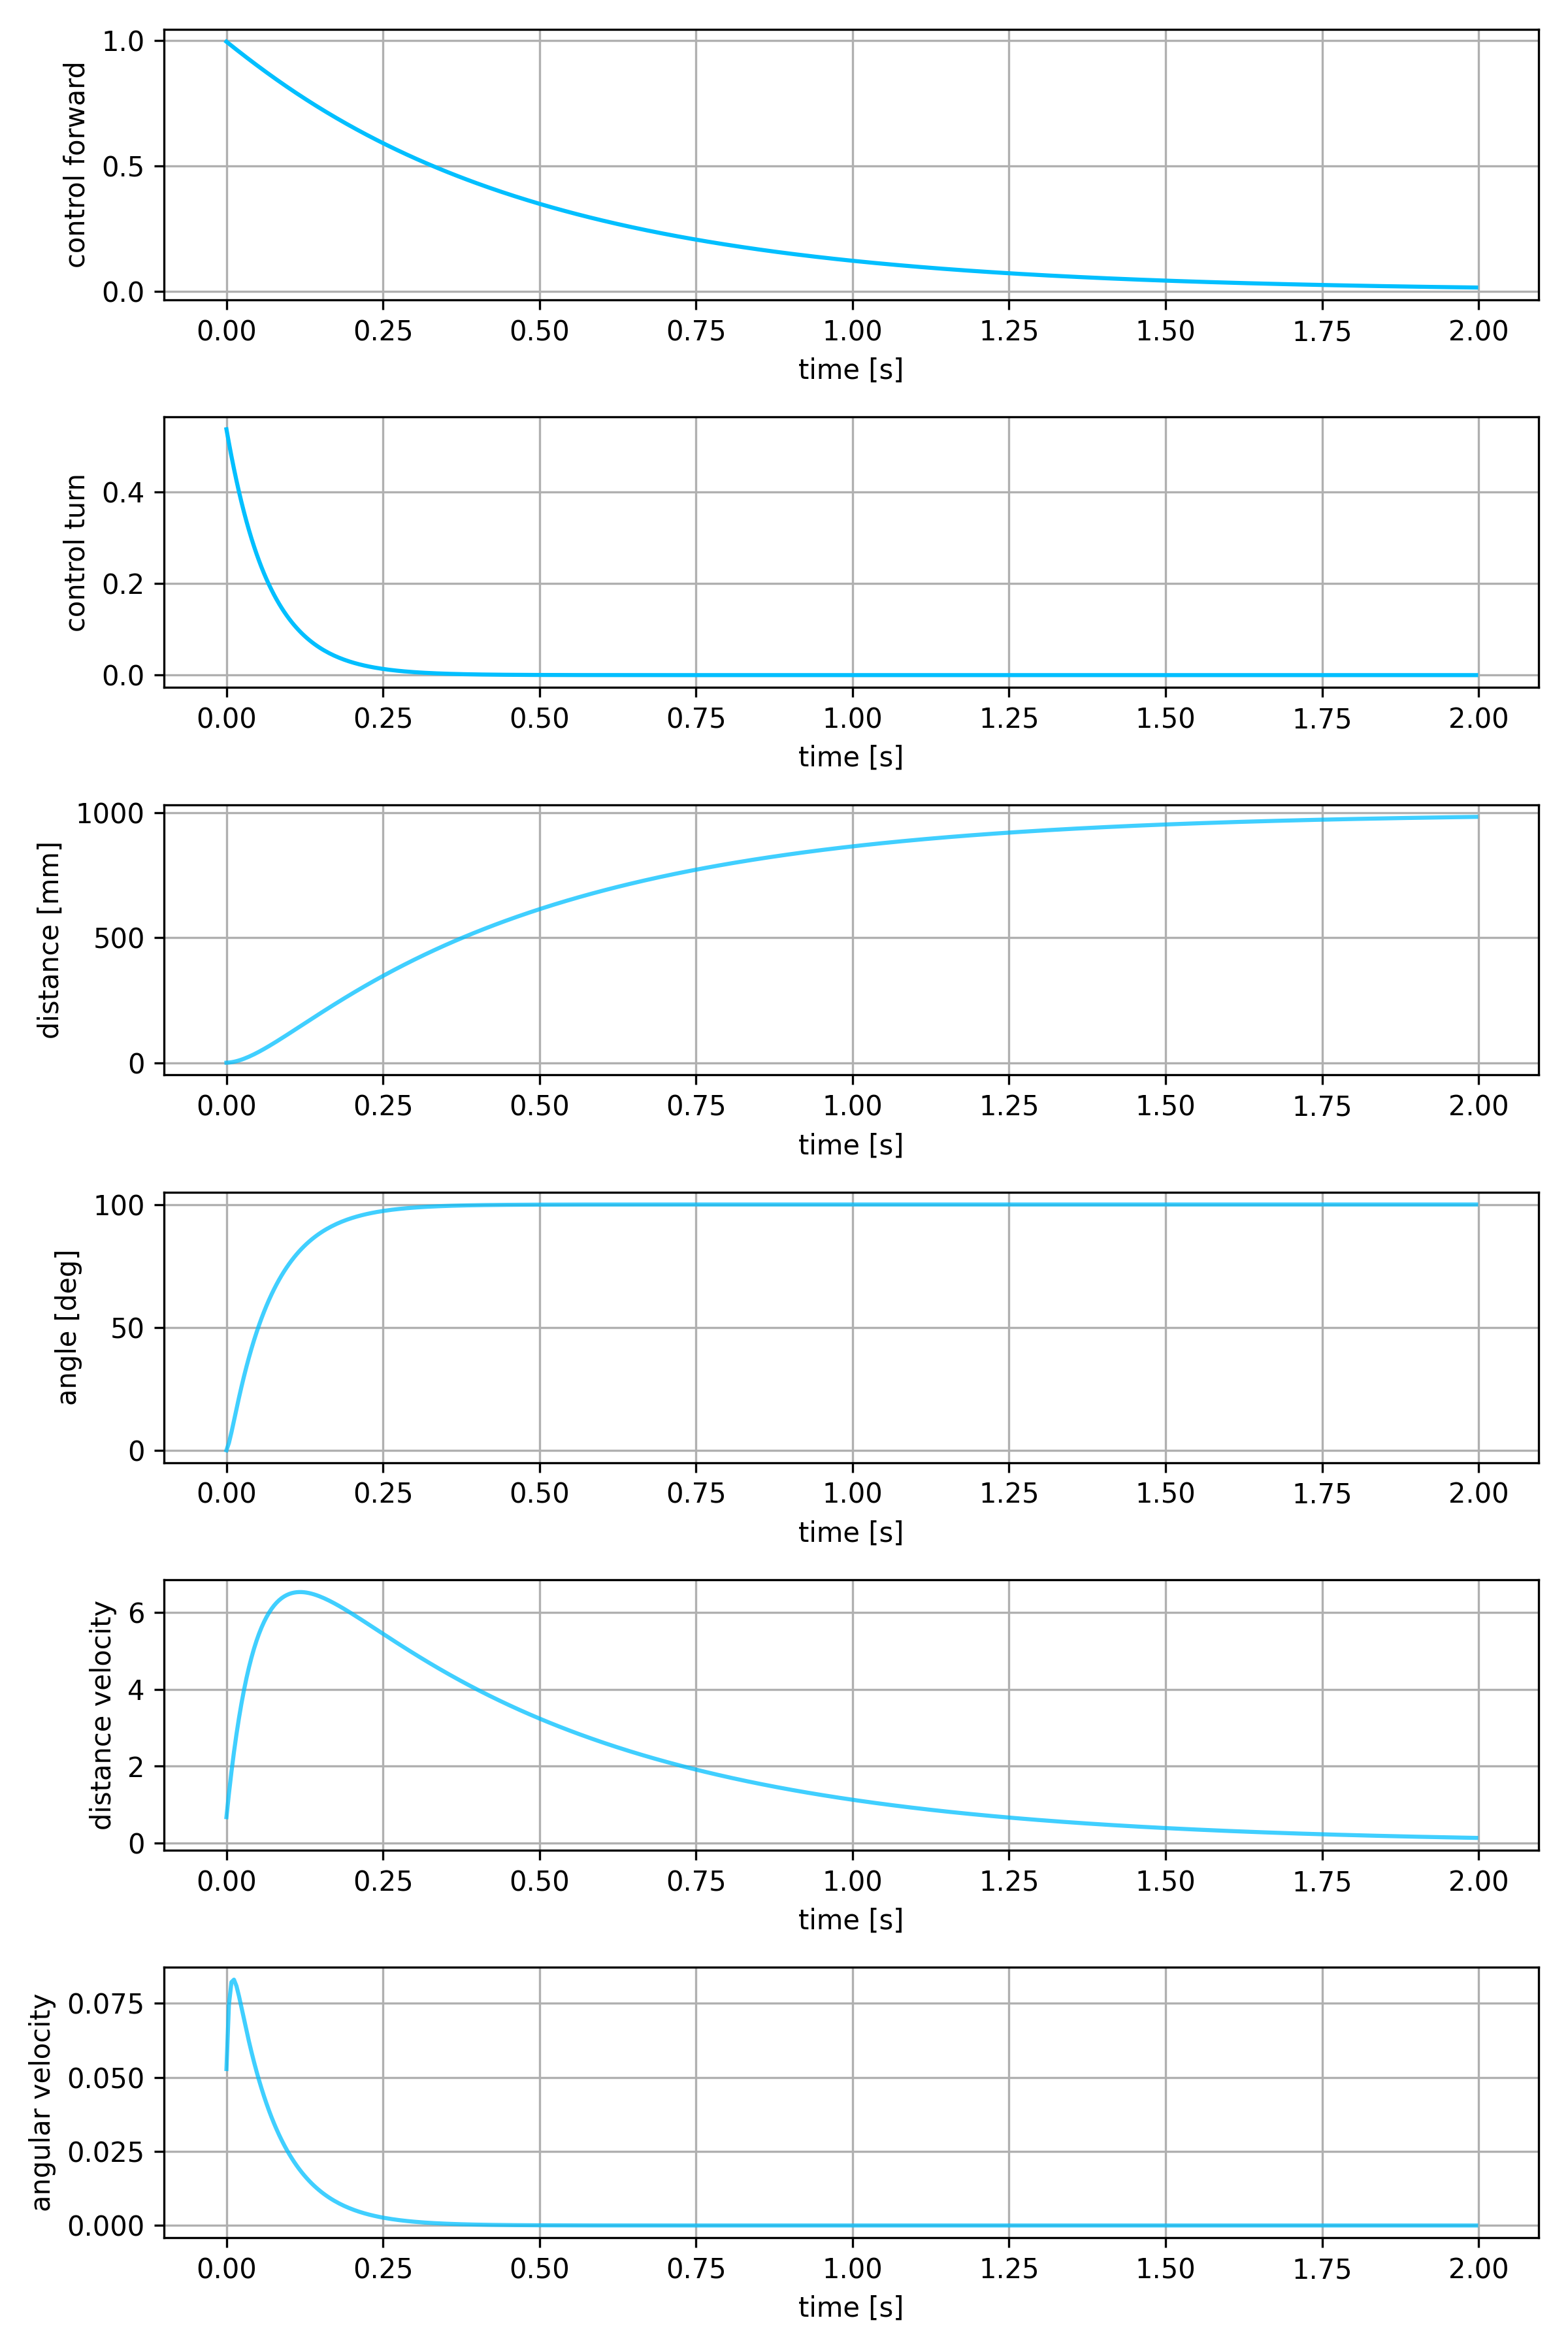 control forward
1.0
0.5
0.0
0.00 0.25 0.50 0.75 1.00 1.25 1.50 1.75 2.00
time [s]
control turn
0.4
0.2
0.0
0.00 0.25 0.50 0.75 1.00 1.25 1.50 1.75 2.00
time [s]
distance [mm]
1000
500
0
0.00 0.25 0.50 0.75 1.00 1.25 1.50 1.75 2.00
time [s]
angle [deg]
100
50
0
0.00 0.25 0.50 0.75 1.00 1.25 1.50 1.75 2.00
time [s]
distance velocity
6
4
2
0
0.00 0.25 0.50 0.75 1.00 1.25 1.50 1.75 2.00
time [s]
angular velocity
0.075
0.050
0.025
0.000
0.00 0.25 0.50 0.75 1.00 1.25 1.50 1.75 2.00
time [s]